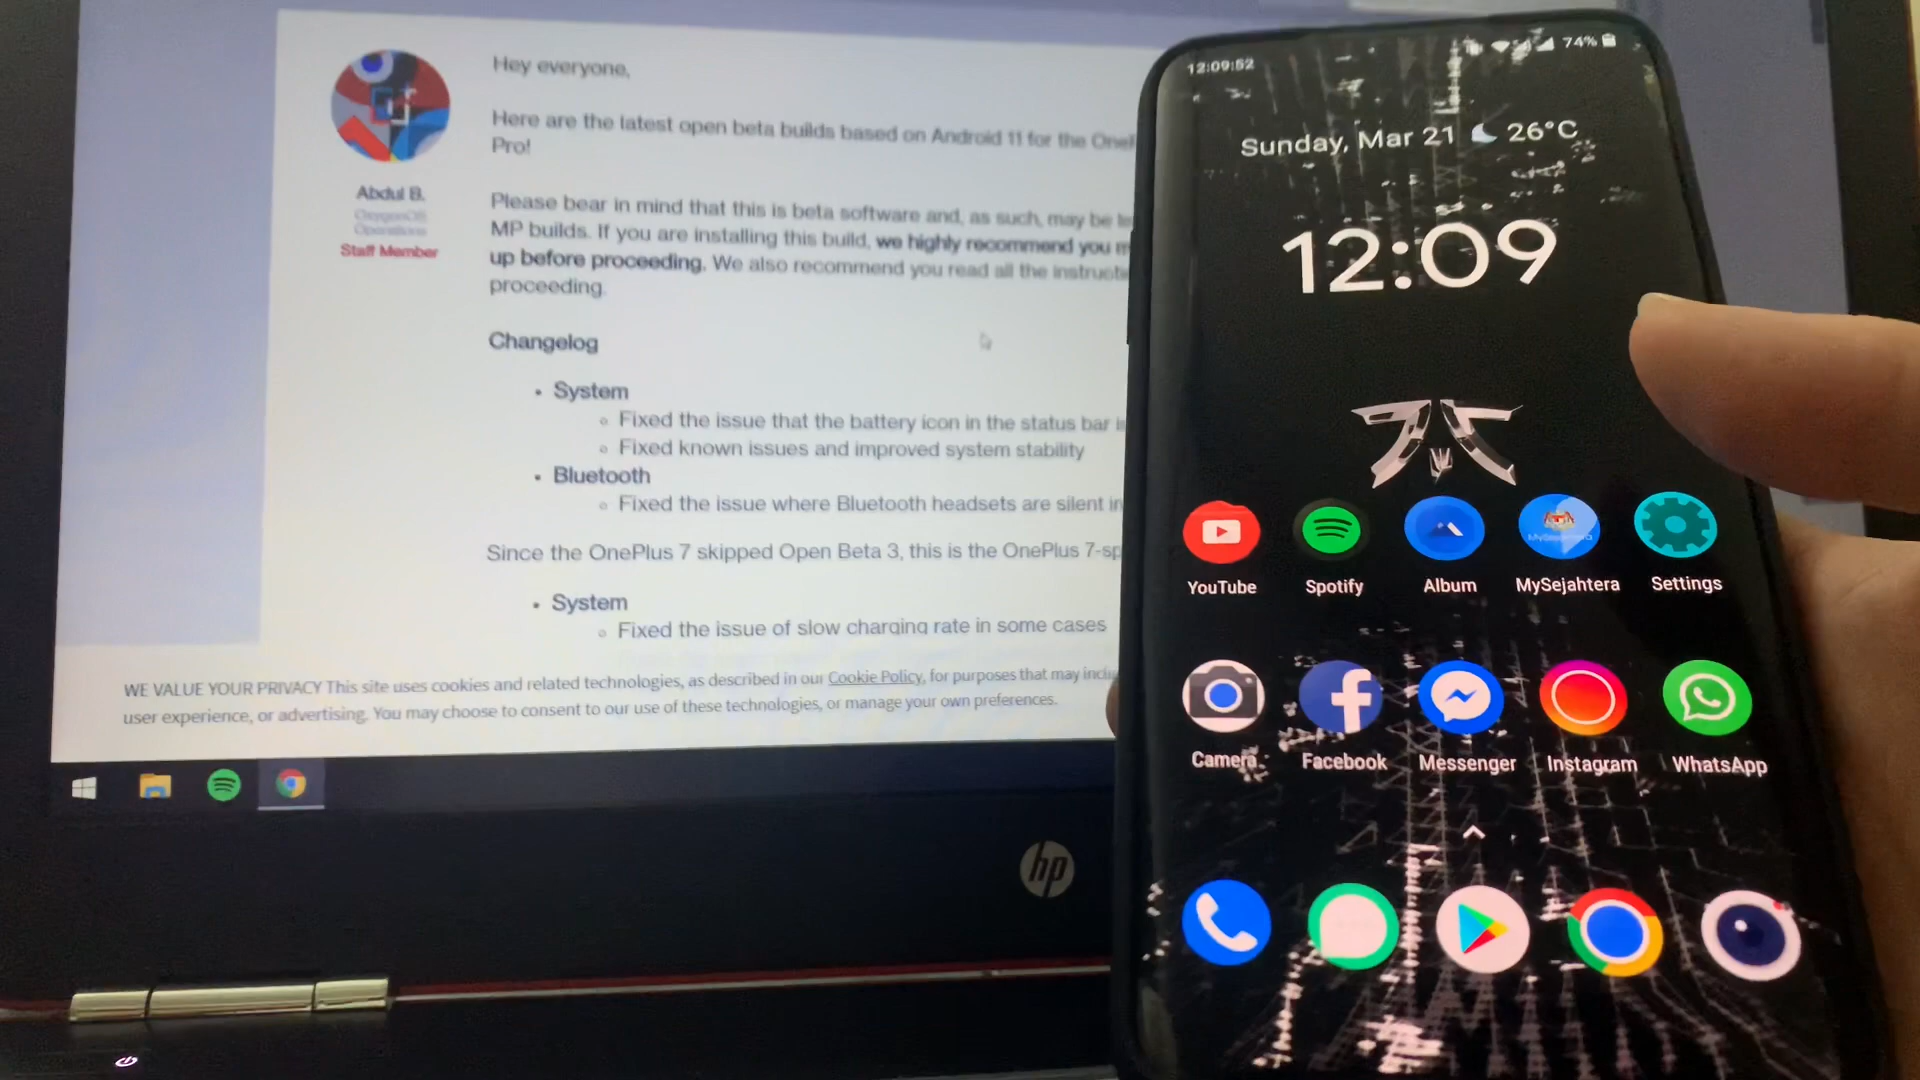 Hey everyone,
Here are the latest open beta builds based on Android 11 for the
Pro!
Abdul B.
OxygenOS
Operations
Staff Member
Please bear in mind that this is beta software and, as such, may be
MP builds. If you are installing this build, we highly recommend you
up before proceeding. We also recommend you read all the
proceeding.
Changelog
System
Fixed the issue that the battery icon in the status bar
Fixed known issues and improved system stability
Bluetooth
Fixed the issue where Bluetooth headsets are silent in
Since the OnePlus 7 skipped Open Beta 3, this is the OnePlus 7-sp
System
Fixed the issue of slow charging rate in some cases
WE VALUE YOUR PRIVACY This site uses cookies and related technologies, as described in our Cookie Policy, for purposes that may
user experience, or advertising. You may choose to consent to our use of these technologies, or manage your own preferences.
hp
12:09:52
74%
Sunday, Mar 21 26°C
12:09
MySejahtera
YouTube
Spotify
Album
MySejahtera
Settings
Camera
Facebook
Messenger
Instagram
WhatsApp